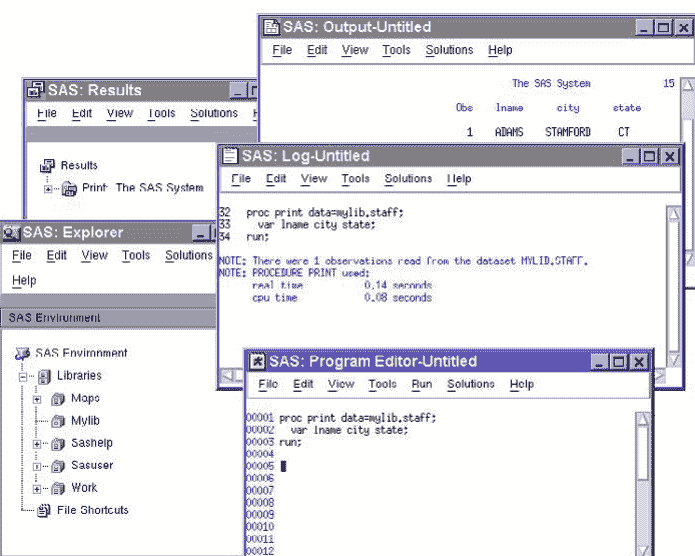 SAS: Output-Untitled
File Edit View Tools Solutions Help
The SAS System 15
Obs lname city state
1 ADAMS STAMFORD CT
SAS: Results
File Edit View Tools Solutions
Results
Print: The SAS System
SAS: Log-Untitled
File Edit View Tools Solutions Help
32 proc print data=mylib.staff;
33 var lname city state;
34 run;
NOTE: There were 1 observations read from the dataset MYLIB.STAFF.
NOTE: PROCEDURE PRINT used:
real time 0.14 seconds
cpu time 0.08 seconds
SAS: Explorer
File Edit View Tools Solutions
Help
SAS Environment
SAS Environment
Libraries
Maps
Mylib
Sashelp
Sasuser
Work
File Shortcuts
SAS: Program Editor-Untitled
File Edit View Tools Run Solutions Help
00001 proc print data=mylib.staff;
00002 var lname city state;
00003 run;
00004
00005
00006
00007
00008
00009
00010
00011
00012